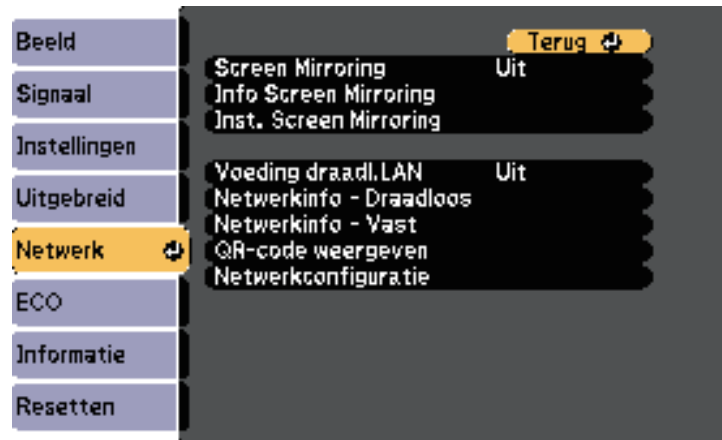 Beeld
Signaal
Instellingen
Uitgebreid
Netwerk
ECO
Informatie
Resetten
Terug
Screen Mirroring Uit
Info Screen Mirroring
Inst. Screen Mirroring
Voeding draadl.LAN Uit
Netwerkinfo - Draadloos
Netwerkinfo - Vast
QR-code weergeven
Netwerkconfiguratie